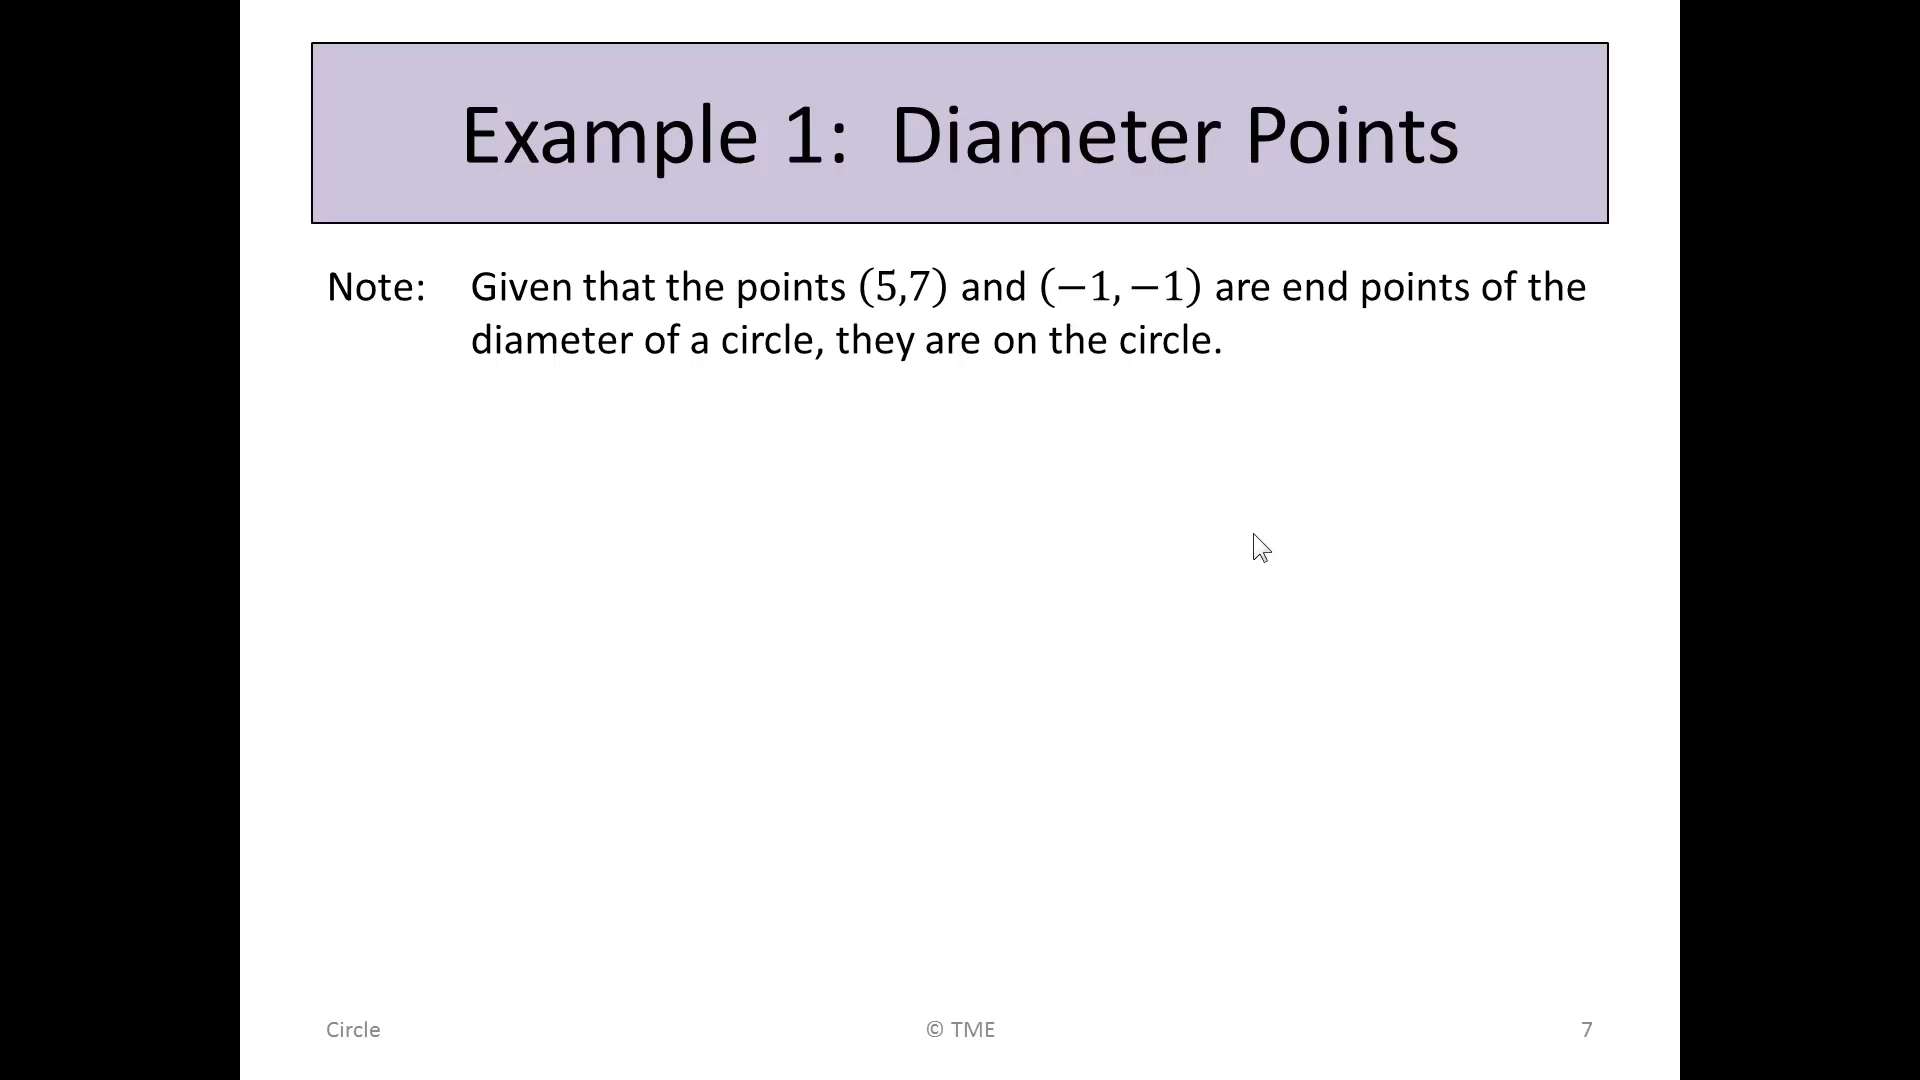 Example 1: Diameter Points
Note: Given that the points (5,7) and (−1, −1) are end points of the
diameter of a circle, they are on the circle.
Circle © TME 7